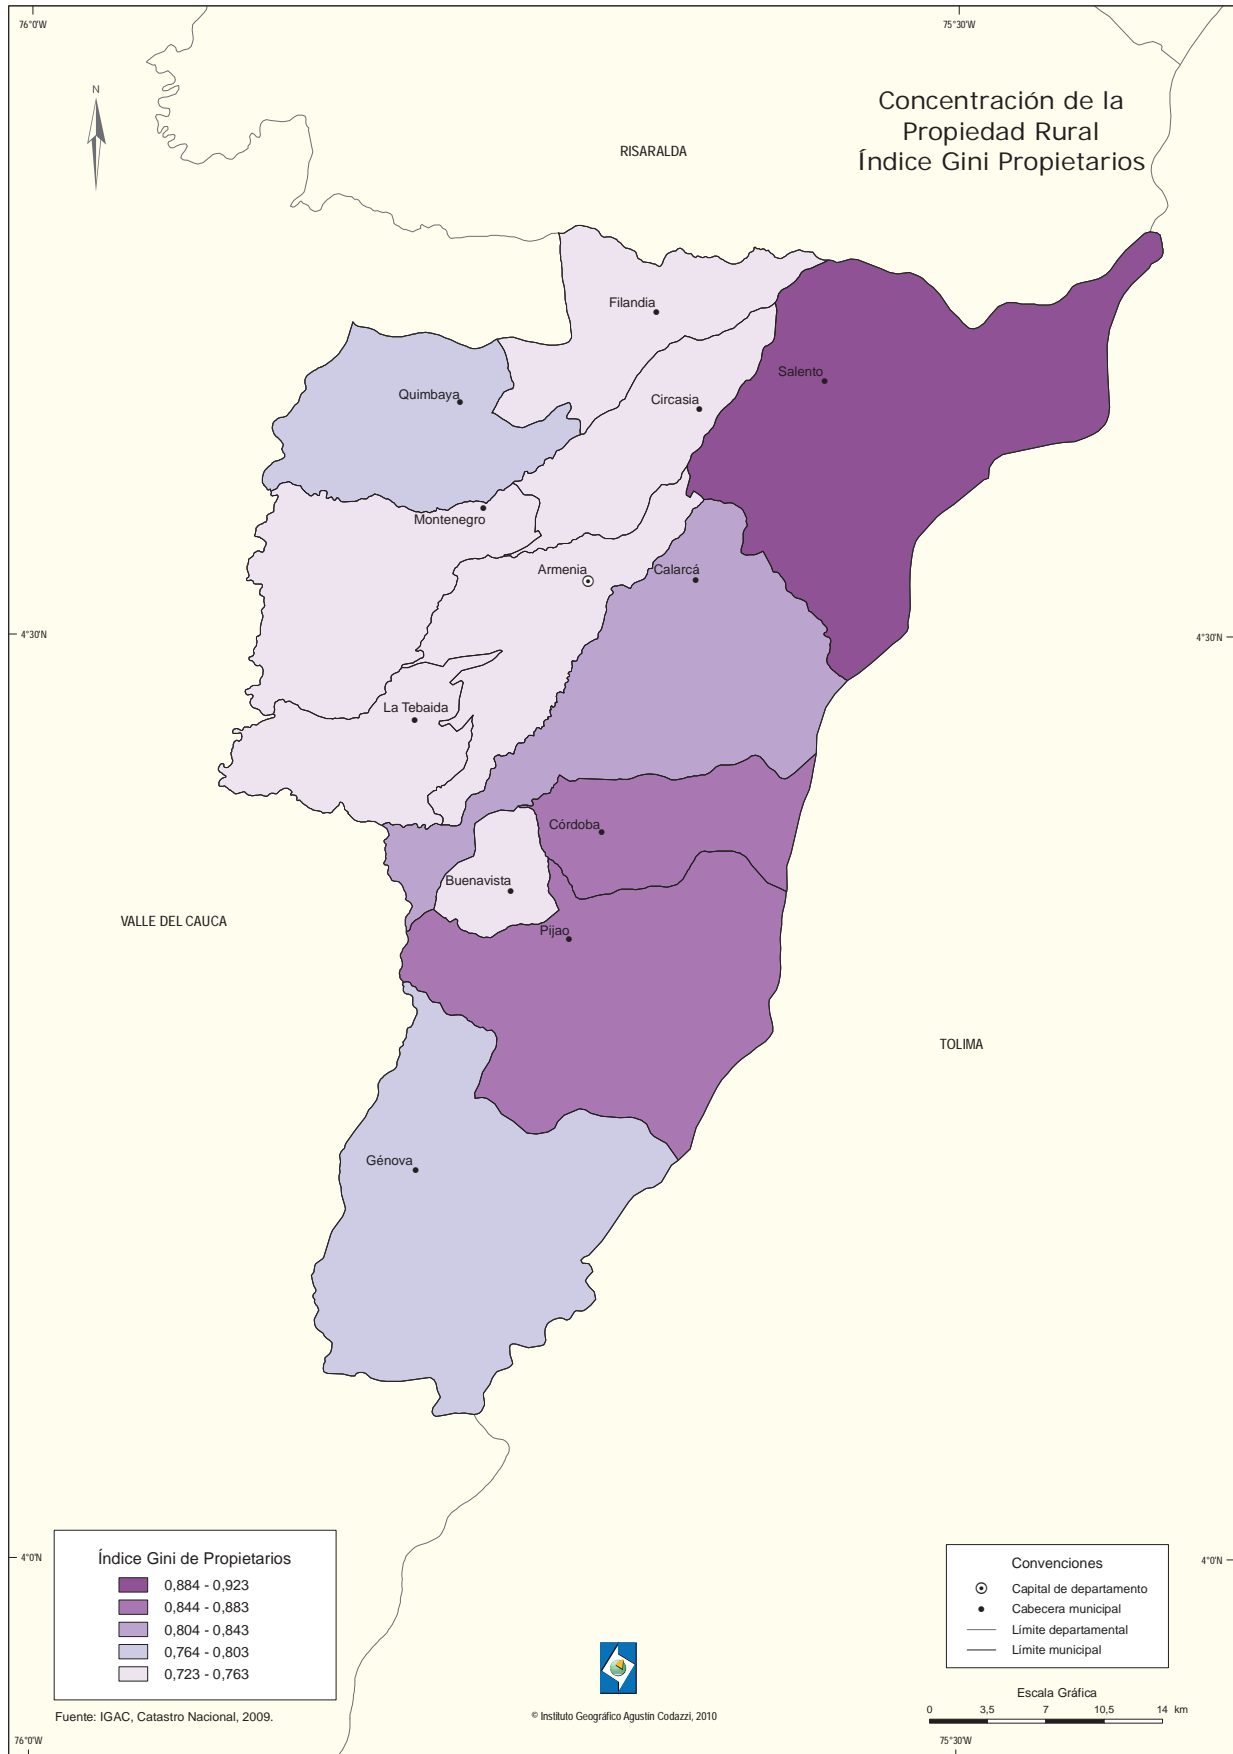 76°0'W
75°30'W
N
Concentración de la
Propiedad Rural
Índice Gini Propietarios
RISARALDA
Filandia
Salento
Quimbaya
Circasia
Montenegro
Armenia
Calarcá
4°30'N
4°30'N
La Tebaida
Córdoba
Buenavista
VALLE DEL CAUCA
Pijao
TOLIMA
Génova
4°0'N
4°0'N
Índice Gini de Propietarios
0,884 - 0,923
0,844 - 0,883
0,804 - 0,843
0,764 - 0,803
0,723 - 0,763
Convenciones
Capital de departamento
Cabecera municipal
Límite departamental
Límite municipal
Escala Gráfica
0 3,5 7 10,5 14 km
Fuente: IGAC, Catastro Nacional, 2009.
© Instituto Geográfico Agustín Codazzi, 2010
76°0'W
75°30'W